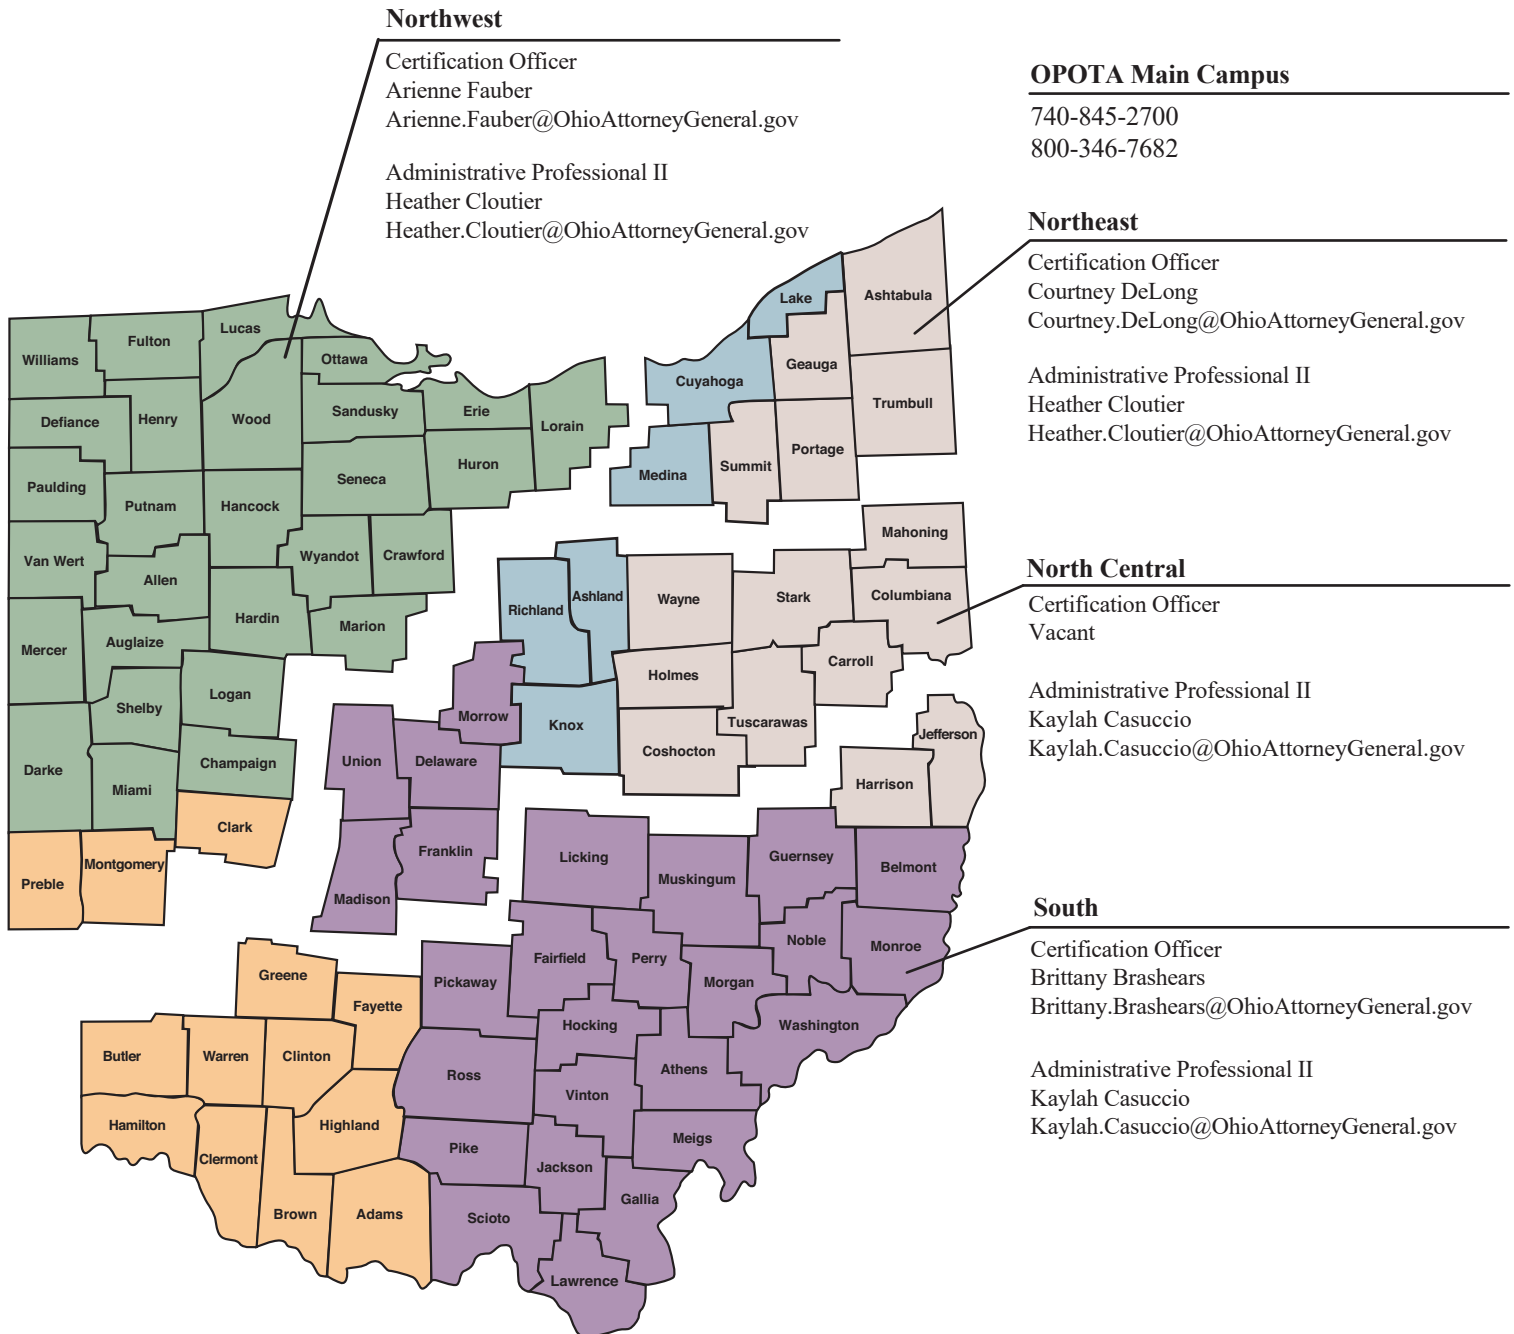 Northwest
Certification Officer
Arienne Fauber
Arienne.Fauber@OhioAttorneyGeneral.gov
Administrative Professional II
Heather Cloutier
Heather.Cloutier@OhioAttorneyGeneral.gov
OPOTA Main Campus
740-845-2700
800-346-7682
Northeast
Certification Officer
Courtney DeLong
Courtney.DeLong@OhioAttorneyGeneral.gov
Administrative Professional II
Heather Cloutier
Heather.Cloutier@OhioAttorneyGeneral.gov
North Central
Certification Officer
Vacant
Administrative Professional II
Kaylah Casuccio
Kaylah.Casuccio@OhioAttorneyGeneral.gov
South
Certification Officer
Brittany Brashears
Brittany.Brashears@OhioAttorneyGeneral.gov
Administrative Professional II
Kaylah Casuccio
Kaylah.Casuccio@OhioAttorneyGeneral.gov
Williams
Fulton
Lucas
Ottawa
Defiance
Henry
Wood
Sandusky
Erie
Lorain
Paulding
Putnam
Hancock
Seneca
Huron
Van Wert
Allen
Wyandot
Crawford
Mercer
Auglaize
Hardin
Marion
Shelby
Logan
Darke
Miami
Champaign
Lake
Ashtabula
Cuyahoga
Geauga
Trumbull
Medina
Summit
Portage
Mahoning
Richland
Ashland
Wayne
Stark
Columbiana
Holmes
Carroll
Knox
Coshocton
Tuscarawas
Jefferson
Harrison
Morrow
Union
Delaware
Madison
Franklin
Licking
Muskingum
Guernsey
Belmont
Pickaway
Fairfield
Perry
Morgan
Noble
Monroe
Hocking
Washington
Ross
Vinton
Athens
Pike
Jackson
Meigs
Scioto
Gallia
Lawrence
Clark
Preble
Montgomery
Greene
Fayette
Butler
Warren
Clinton
Hamilton
Clermont
Highland
Brown
Adams